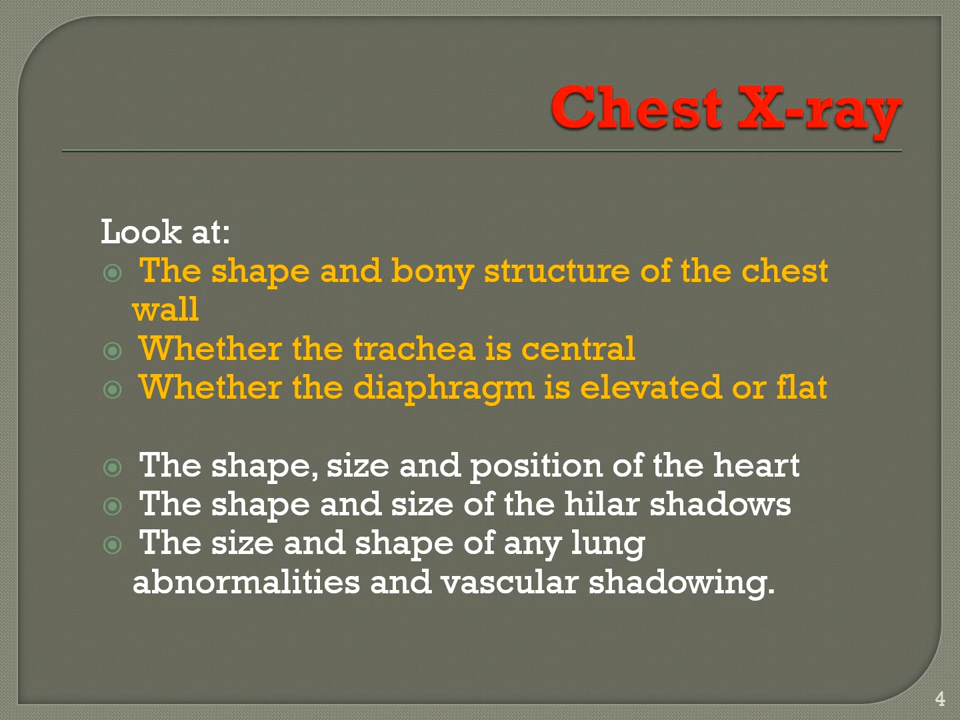 Chest X-ray
Look at:
The shape and bony structure of the chest
wall
Whether the trachea is central
Whether the diaphragm is elevated or flat
The shape, size and position of the heart
The shape and size of the hilar shadows
The size and shape of any lung
abnormalities and vascular shadowing.
4